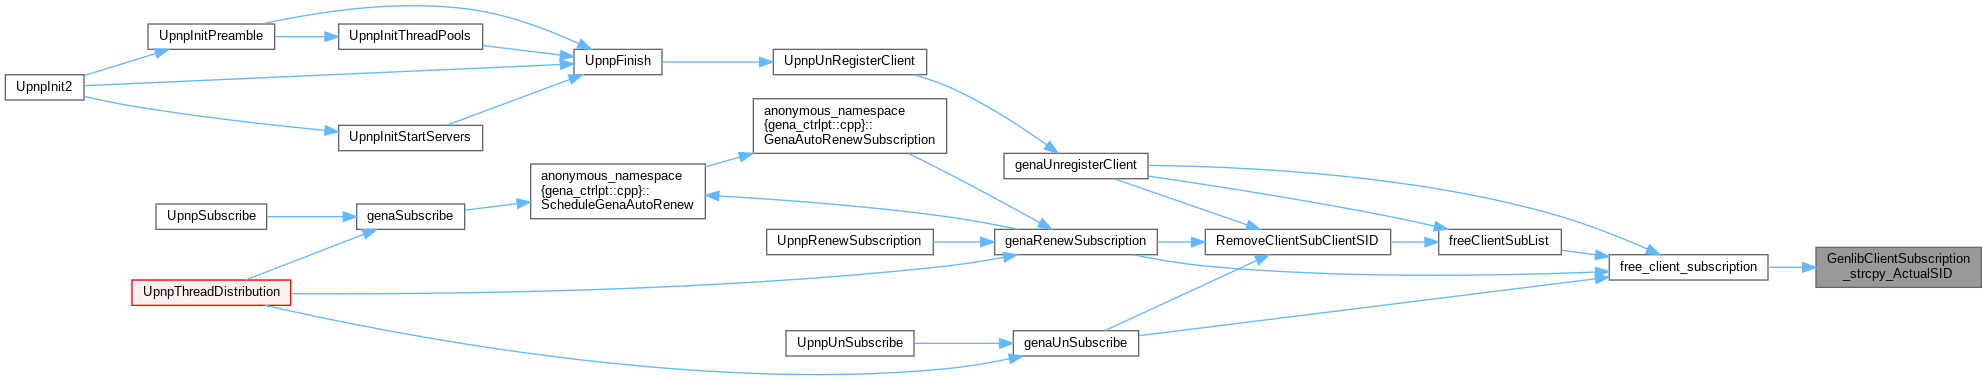 UpnpInitPreamble
UpnpInitThreadPools
UpnpFinish
UpnpUnRegisterClient
UpnpInit2
UpnpInitStartServers
anonymous_namespace
{gena_ctrlpt::cpp}::
GenaAutoRenewSubscription
genaUnregisterClient
anonymous_namespace
{gena_ctrlpt::cpp}::
ScheduleGenaAutoRenew
UpnpSubscribe
genaSubscribe
UpnpRenewSubscription
genaRenewSubscription
RemoveClientSubClientSID
freeClientSubList
free_client_subscription
GenlibClientSubscription
_strcpy_ActualSID
UpnpThreadDistribution
UpnpUnSubscribe
genaUnSubscribe